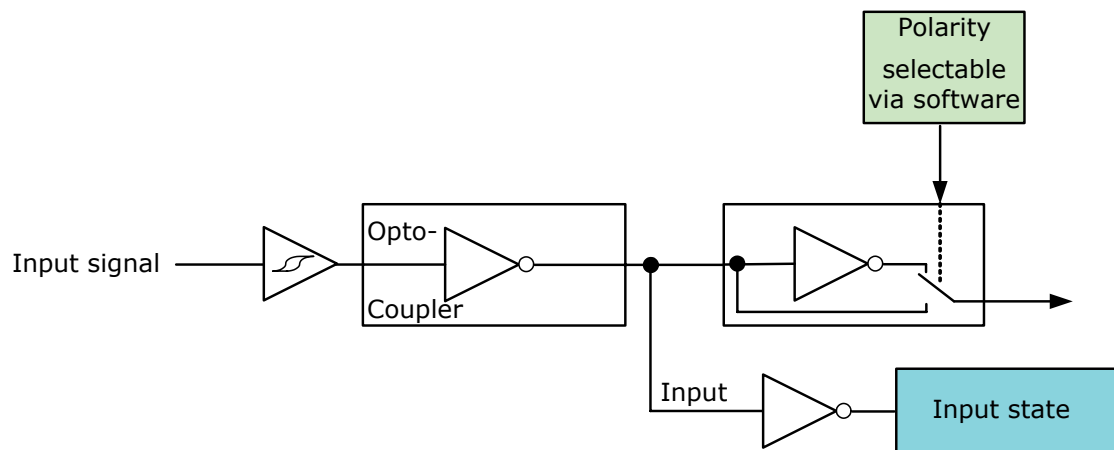 Polarity
selectable
via software
Input signal
Opto-
Coupler
Input
Input state